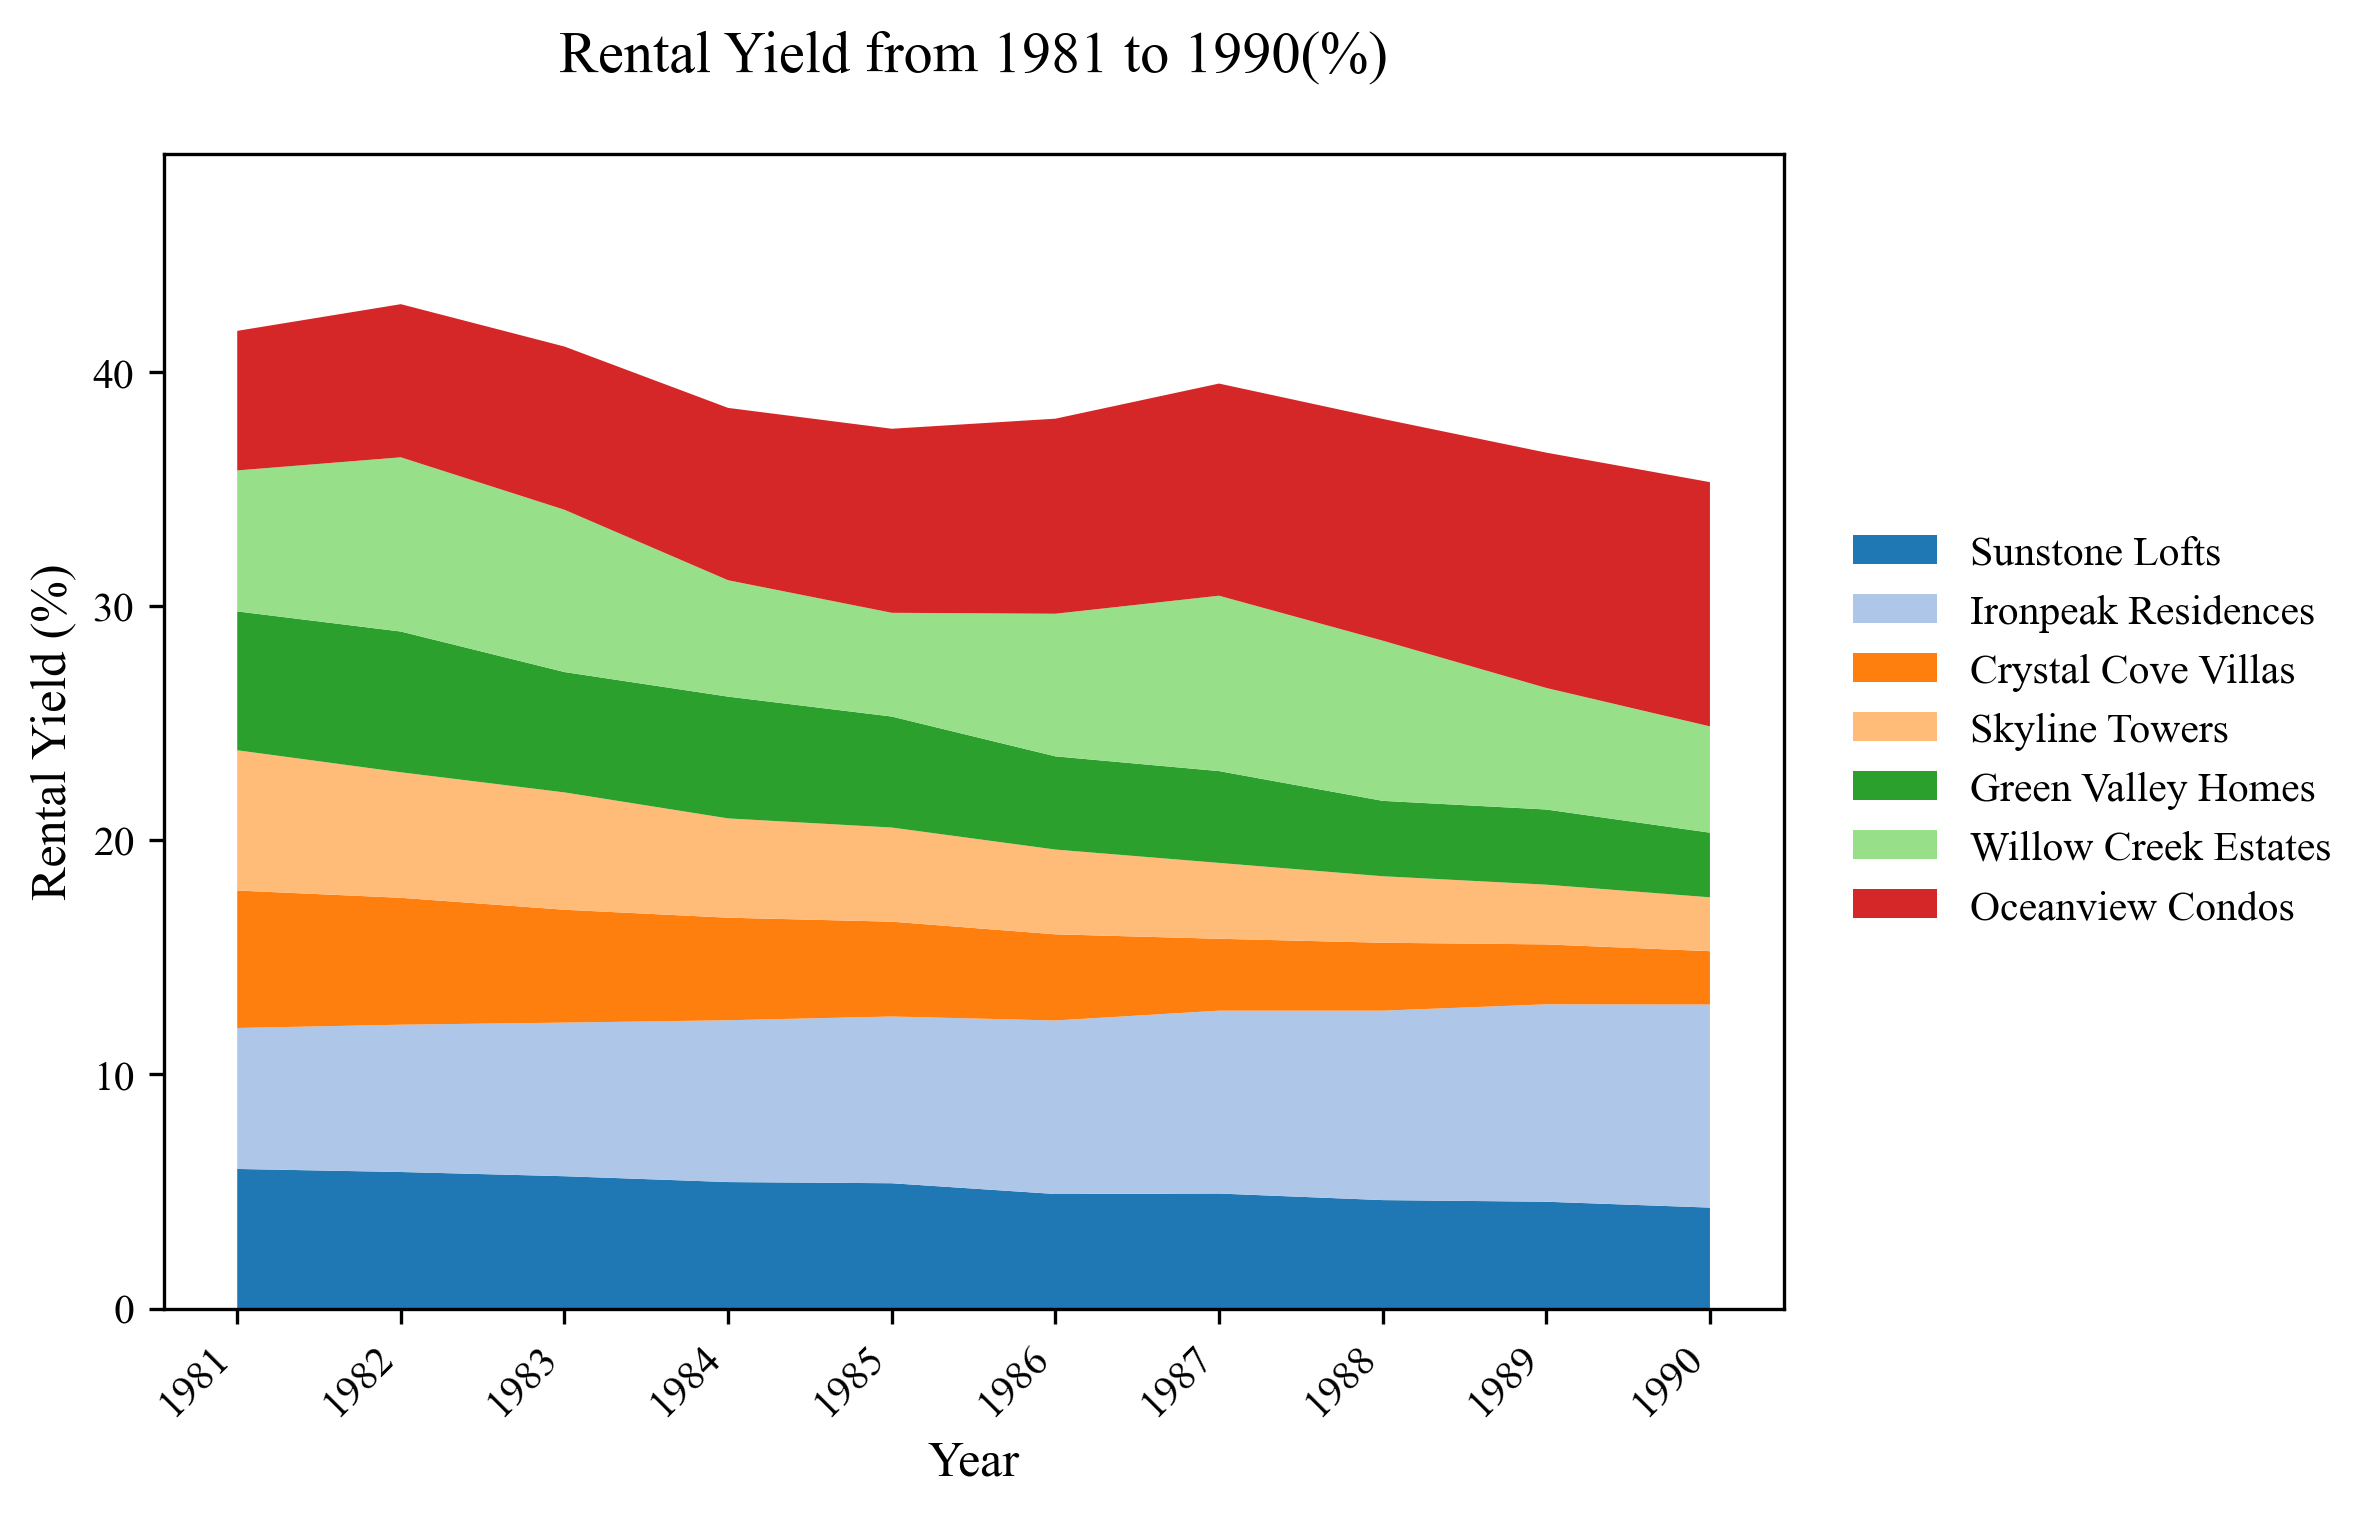 Rental Yield from 1981 to 1990(%)
Rental Yield (%)
40
30
20
10
0
1981
1982
1983
1984
1985
1986
1987
1988
1989
1990
Year
Sunstone Lofts
Ironpeak Residences
Crystal Cove Villas
Skyline Towers
Green Valley Homes
Willow Creek Estates
Oceanview Condos